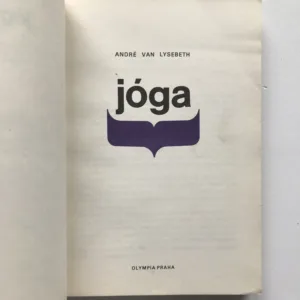 ANDRÉ VAN LYSEBETH
jóga
OLYMPIA PRAHA